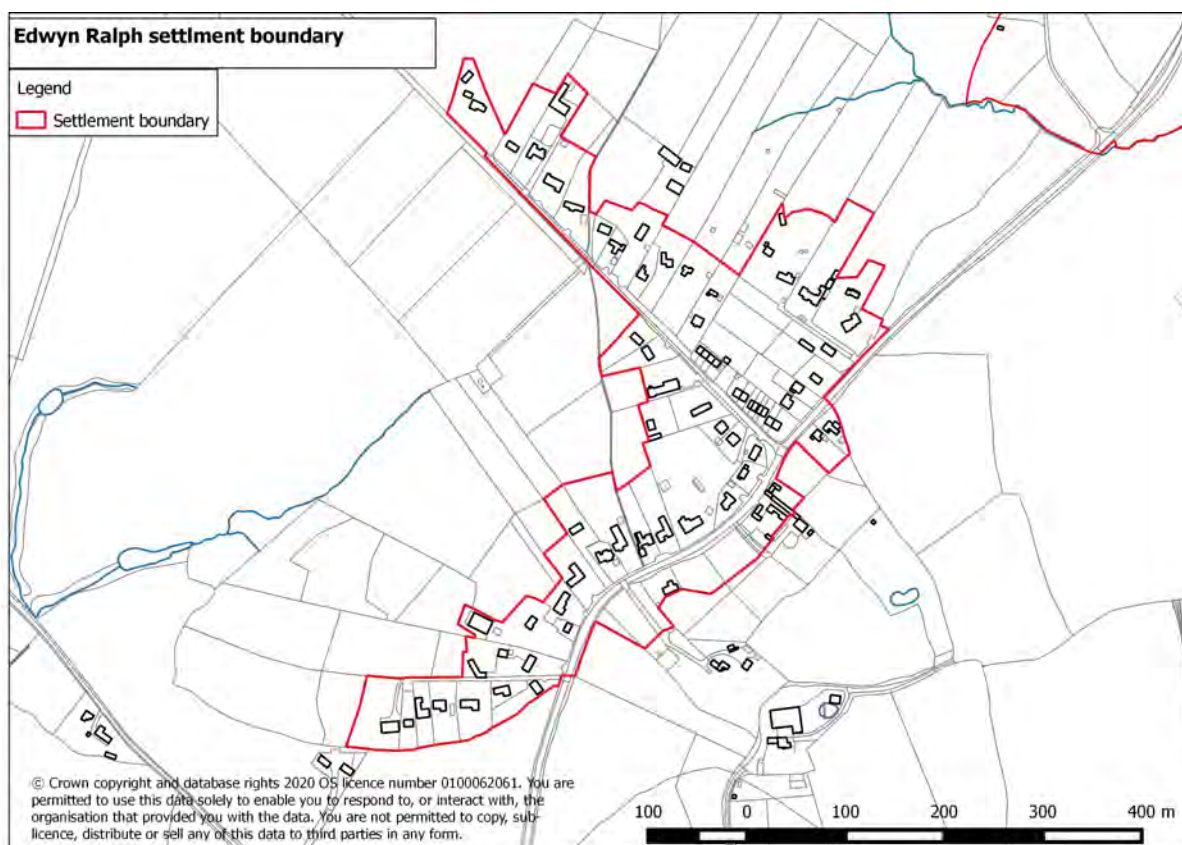 Edwyn Ralph settlment boundary
Legend
Settlement boundary
© Crown copyright and database rights 2020 OS licence number 0100062061. You are
permitted to use this data solely to enable you to respond to, or interact with, the
organisation that provided you with the data. You are not permitted to copy, sub-
licence, distribute or sell any of this data to third parties in any form.
100 0 100 200 300 400 m